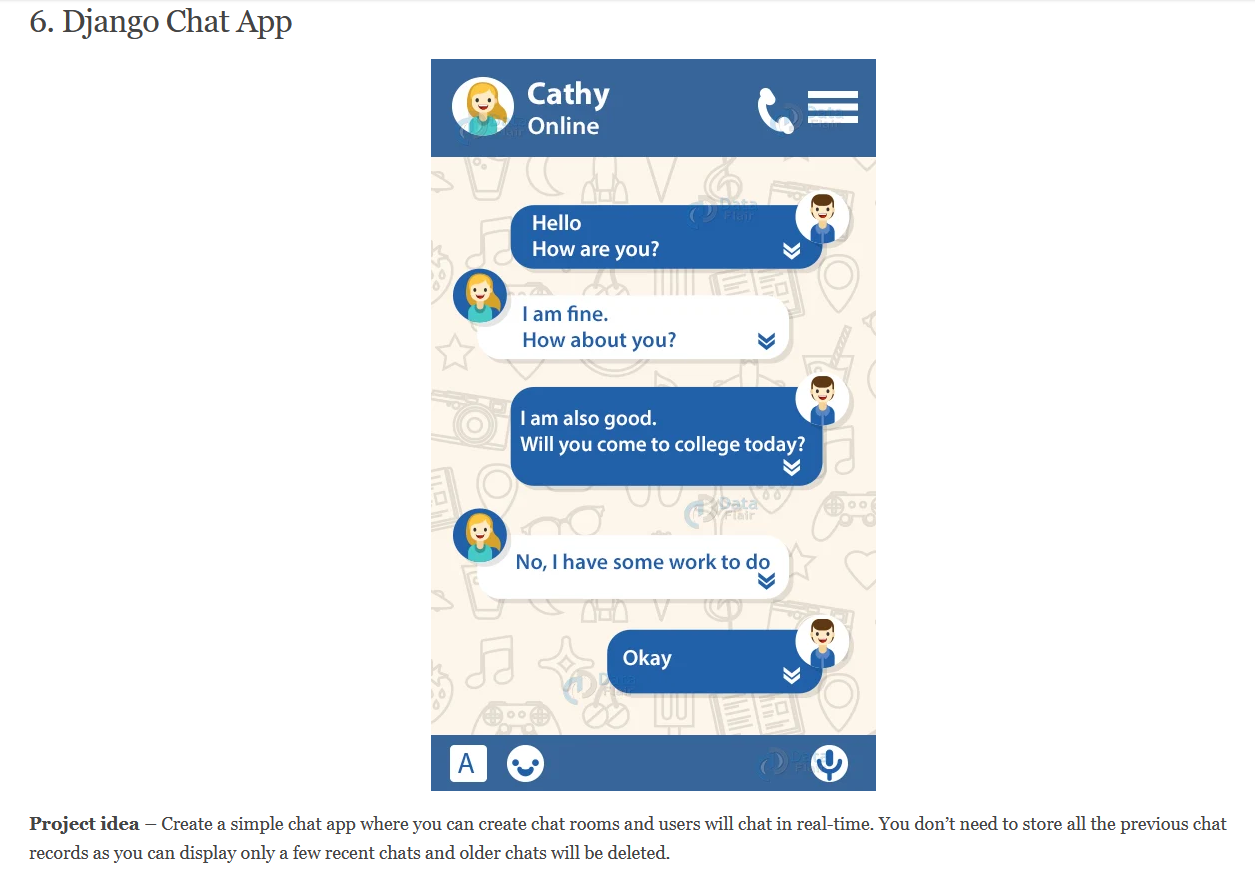 6. Django Chat App
Cathy
Online
Hello
How are you?
I am fine.
How about you?
I am also good.
Will you come to college today?
No, I have some work to do
Okay
A
Project idea – Create a simple chat app where you can create chat rooms and users will chat in real-time. You don’t need to store all the previous chat
records as you can display only a few recent chats and older chats will be deleted.